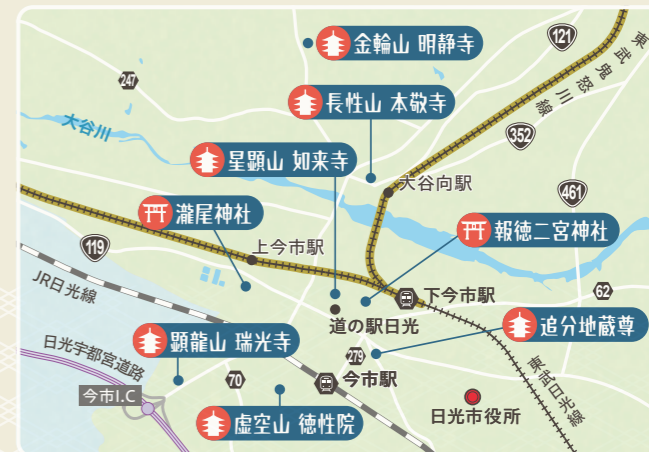 金輪山 明静寺
121
東武鬼怒川線
247
長性山 本敬寺
大谷川
352
星顕山 如来寺
大谷向駅
461
瀧尾神社
報徳二宮神社
119
上今市駅
JR日光線
下今市駅
62
道の駅日光
追分地蔵尊
顕龍山 瑞光寺
279
日光宇都宮道路
70
今市駅
東武日光線
今市I.C
虚空山 徳性院
日光市役所